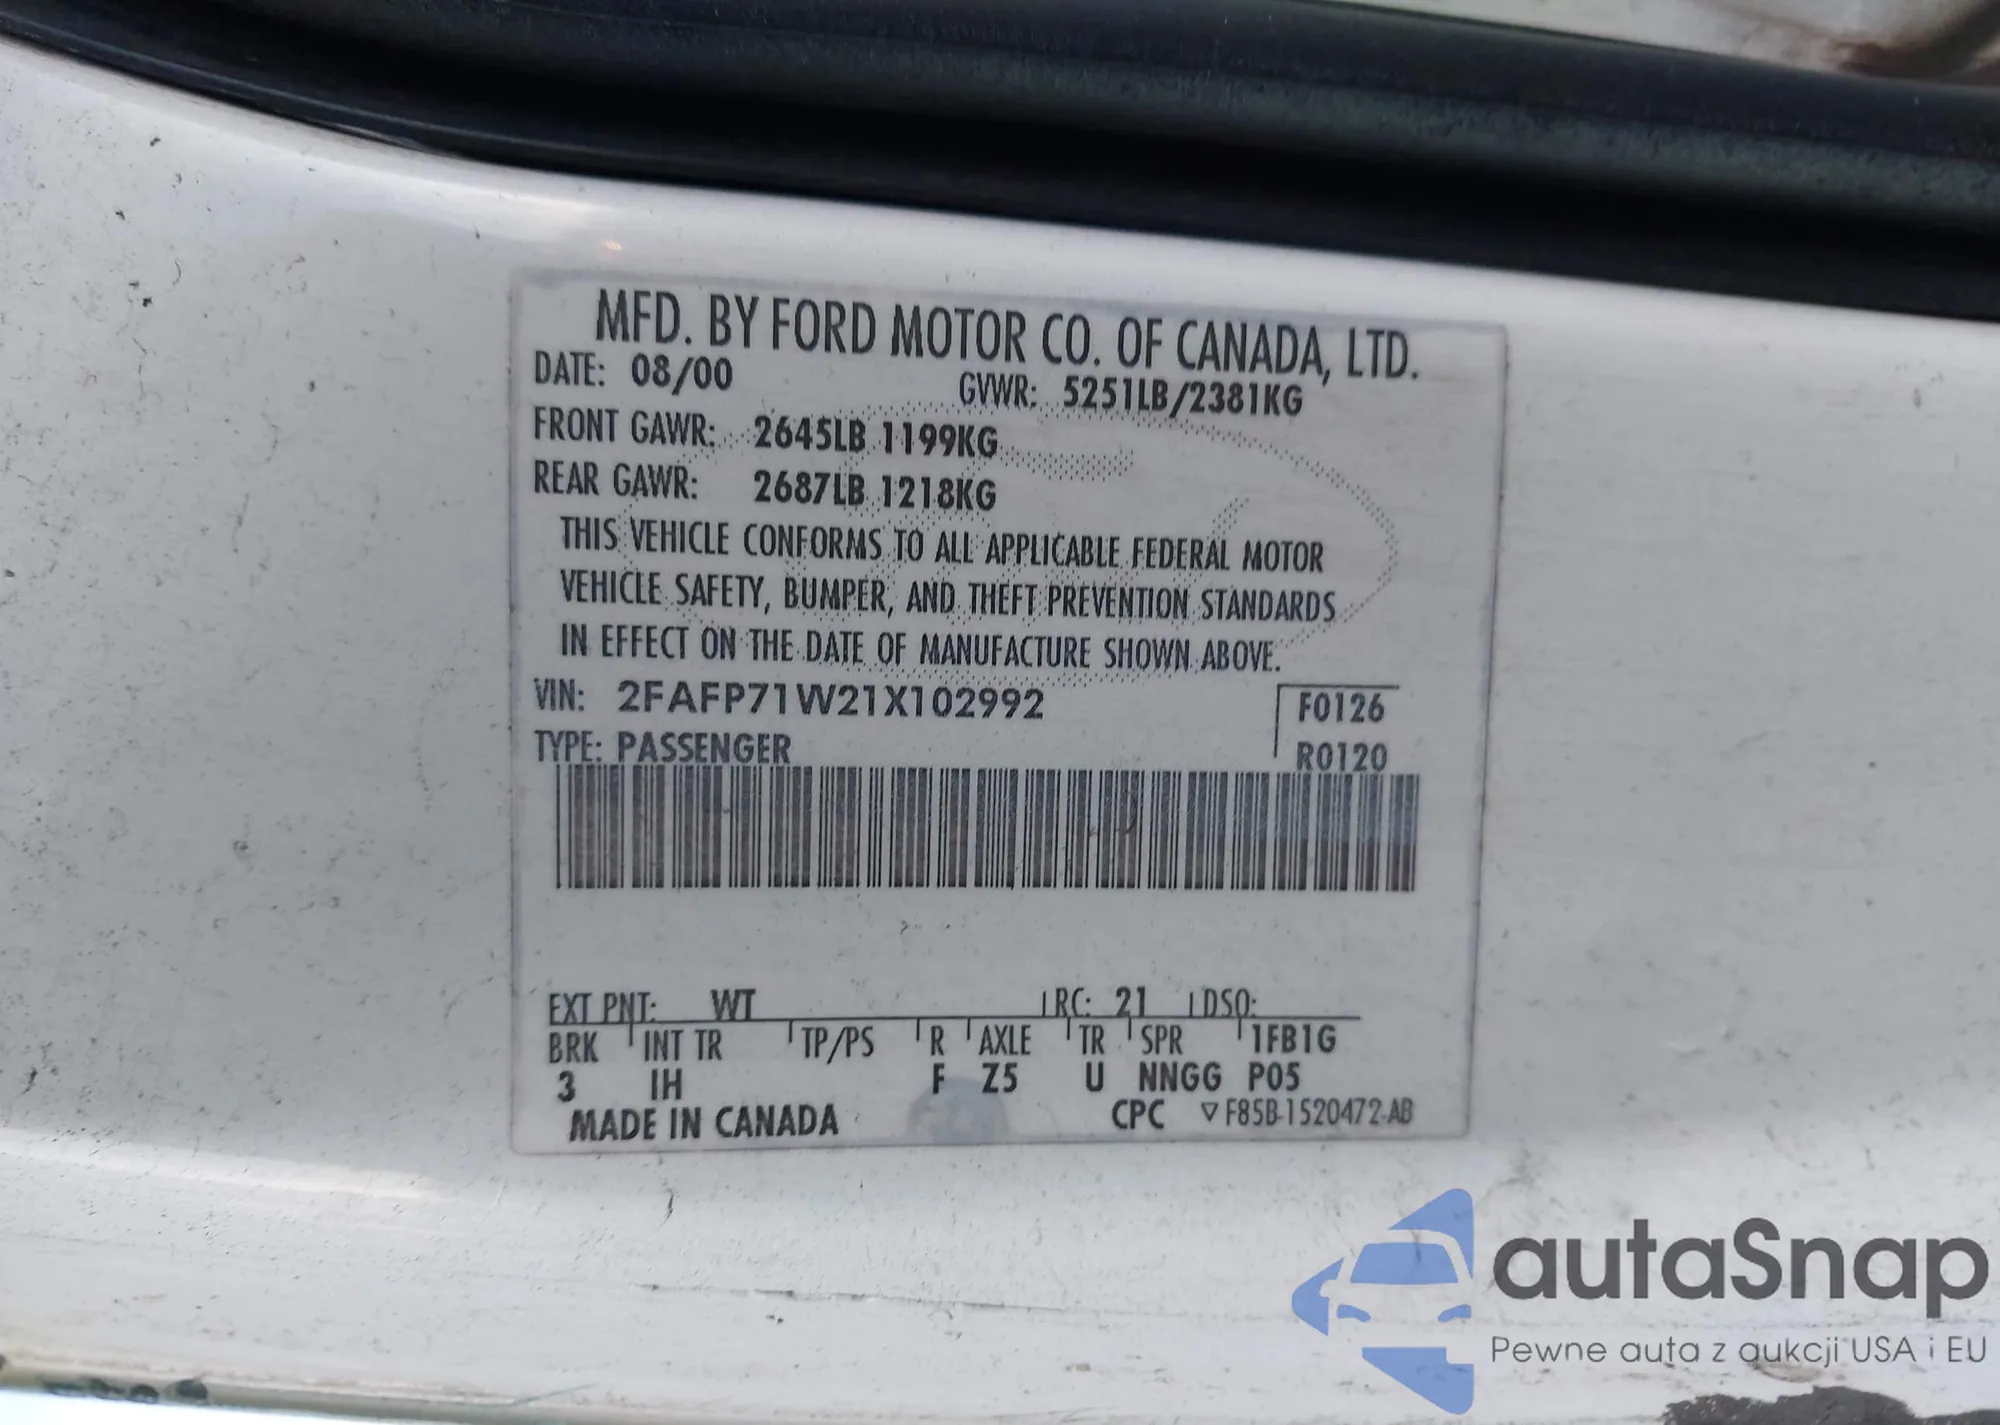 MFD. BY FORD MOTOR CO. OF CANADA, LTD.
DATE: 08/00 GVWR: 5251LB/2381KG
FRONT GAWR: 2645LB 1199KG
REAR GAWR: 2687LB 1218KG
THIS VEHICLE CONFORMS TO ALL APPLICABLE FEDERAL MOTOR
VEHICLE SAFETY, BUMPER, AND THEFT PREVENTION STANDARDS
IN EFFECT ON THE DATE OF MANUFACTURE SHOWN ABOVE.
VIN: 2FAFP71W21X102992 F0126
TYPE: PASSENGER R0120
EXT PNT: WT RC: 21 DSO:
BRK INT TR TP/PS R AXLE TR SPR 1FB1G
3 IH F Z5 U NNGG P05
MADE IN CANADA CPC ▽F85B-1520472-AB
autaSnap
Pewne auta z aukcji USA i EU